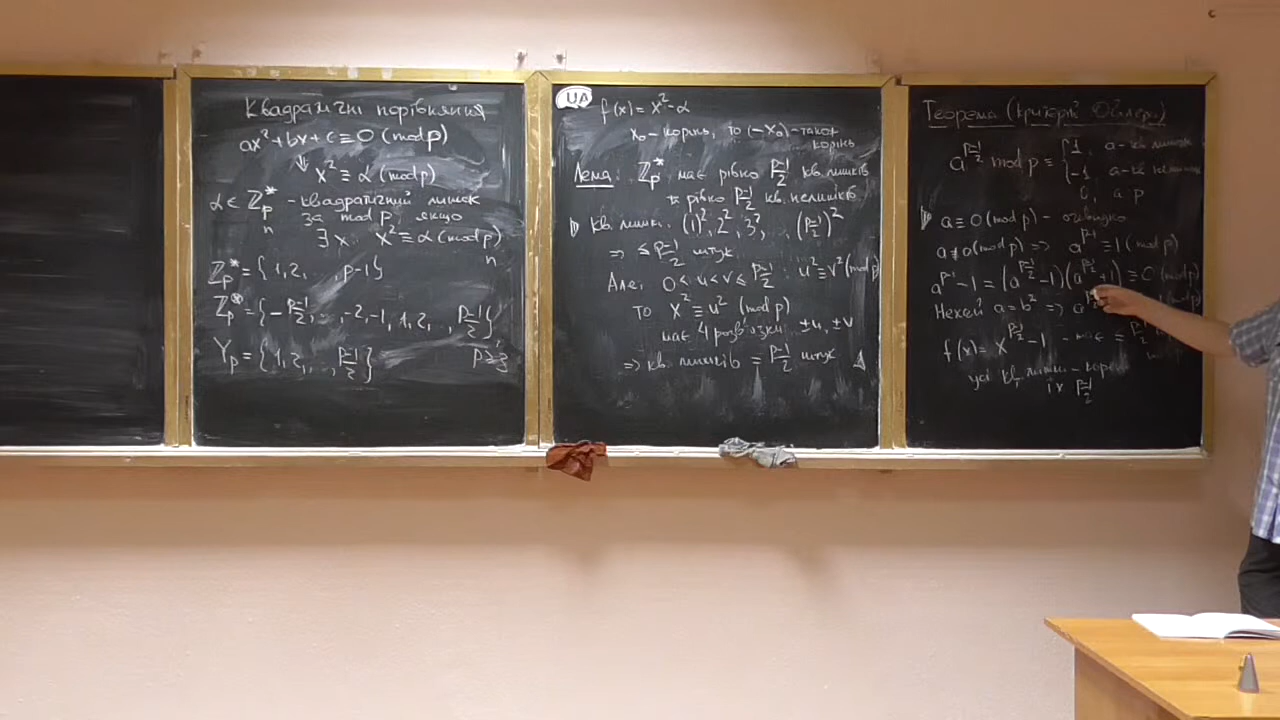 Квадратичні порівняння
ax² + bx + c ≡ 0 (mod p)
⇓ x² ≡ α (mod p)
α ∈ ℤ*ₚ - квадратичний лишок
n
за mod p, якщо
∃ x x² ≡ α (mod p)
n
ℤ*ₚ = {1, 2, ..., p-1}
ℤ*ₚ = {-(p-1)/2, ..., -2, -1, 1, 2, ..., (p-1)/2}
Yₚ = {1, 2, ..., (p-1)/2}
p ≥ 3
UA
f(x) = x² - α
x₀ - корінь, то (-x₀) - також
корінь
Лема: ℤ*ₚ має рівно (p-1)/2 кв. лишків
та рівно (p-1)/2 кв. нелишків
кв. лишки: (1)², 2², 3², ..., ((p-1)/2)²
⇒ ≤ (p-1)/2 штук
Але, 0 < u < v ≤ (p-1)/2 : u² ≡ v² (mod p)
то x² ≡ u² (mod p)
має 4 розв'язки ±u, ±v
⇒ кв. лишків = (p-1)/2 штук
Теорема (критерій Ойлера)
a^((p-1)/2) mod p ≡ { 1, a - кв. лишок
-1, a - кв. нелишок
0, a ⋮ p
a ≡ 0 (mod p) - очевидно
a ≢ 0 (mod p) ⇒ a^(p-1) ≡ 1 (mod p)
a^(p-1) - 1 = (a^((p-1)/2) - 1)(a^((p-1)/2) + 1) ≡ 0 (mod p)
Нехай a = b² ⇒ a
f(x) = x^((p-1)/2) - 1 - має ≤ (p-1)/2
усі кв. лишки - корені
їх (p-1)/2